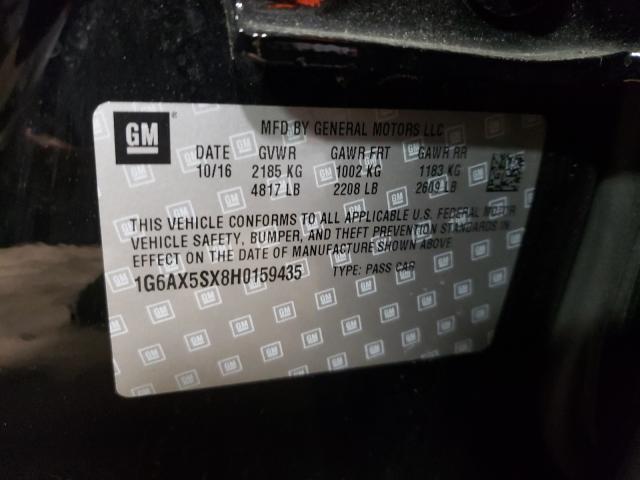 GM ®
MFD BY GENERAL MOTORS LLC
DATE GVWR GAWR FRT GAWR RR
10/16 2185 KG 1002 KG 1183 KG
4817 LB 2208 LB 2609 LB
THIS VEHICLE CONFORMS TO ALL APPLICABLE U.S. FEDERAL MOTOR
VEHICLE SAFETY, BUMPER, AND THEFT PREVENTION STANDARDS IN
EFFECT ON THE DATE OF MANUFACTURE SHOWN ABOVE.
1G6AX5SX8H0159435 TYPE: PASS CAR